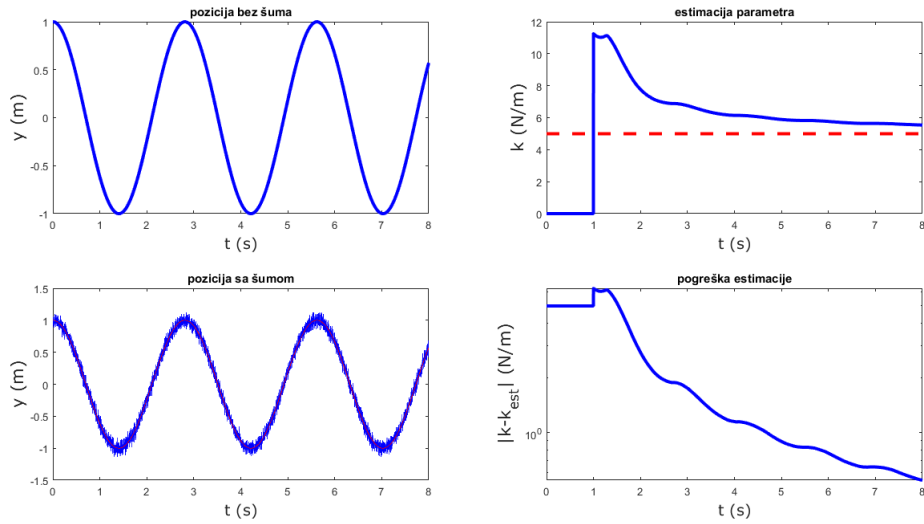 pozicija bez šuma
1
0.5
0
-0.5
-1
y (m)
0 1 2 3 4 5 6 7 8
t (s)
estimacija parametra
12
10
8
6
4
2
0
k (N/m)
0 1 2 3 4 5 6 7 8
t (s)
pozicija sa šumom
1.5
1
0.5
0
-0.5
-1
-1.5
y (m)
0 1 2 3 4 5 6 7 8
t (s)
pogreška estimacije
10⁰
|k-k_est| (N/m)
0 1 2 3 4 5 6 7 8
t (s)